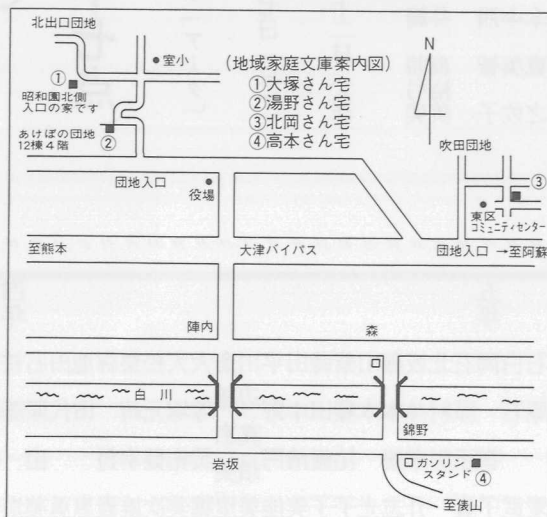 北出口団地
室小
(地域家庭文庫案内図)
①大塚さん宅
②湯野さん宅
③北岡さん宅
④高本さん宅
N
①
昭和園北側
入口の家です
あけぼの団地
12棟4階
②
吹田団地
③
東区
コミュニティセンター
団地入口
役場
至熊本
大津バイパス
団地入口
→至阿蘇
陣内
森
白川
錦野
岩坂
ガソリン
スタンド
④
至俵山